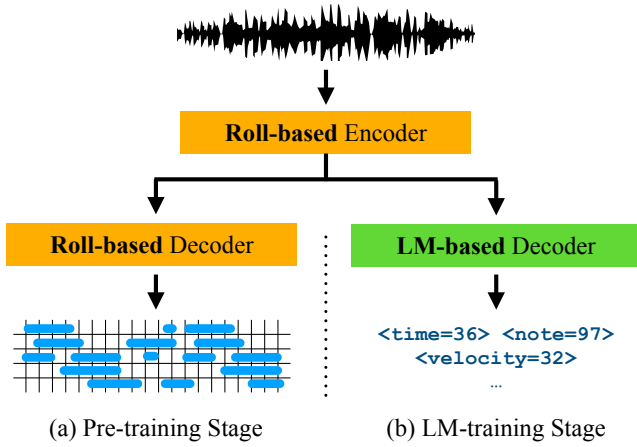 Roll-based Encoder
Roll-based Decoder
LM-based Decoder
<time=36> <note=97>
<velocity=32>
…
(a) Pre-training Stage
(b) LM-training Stage